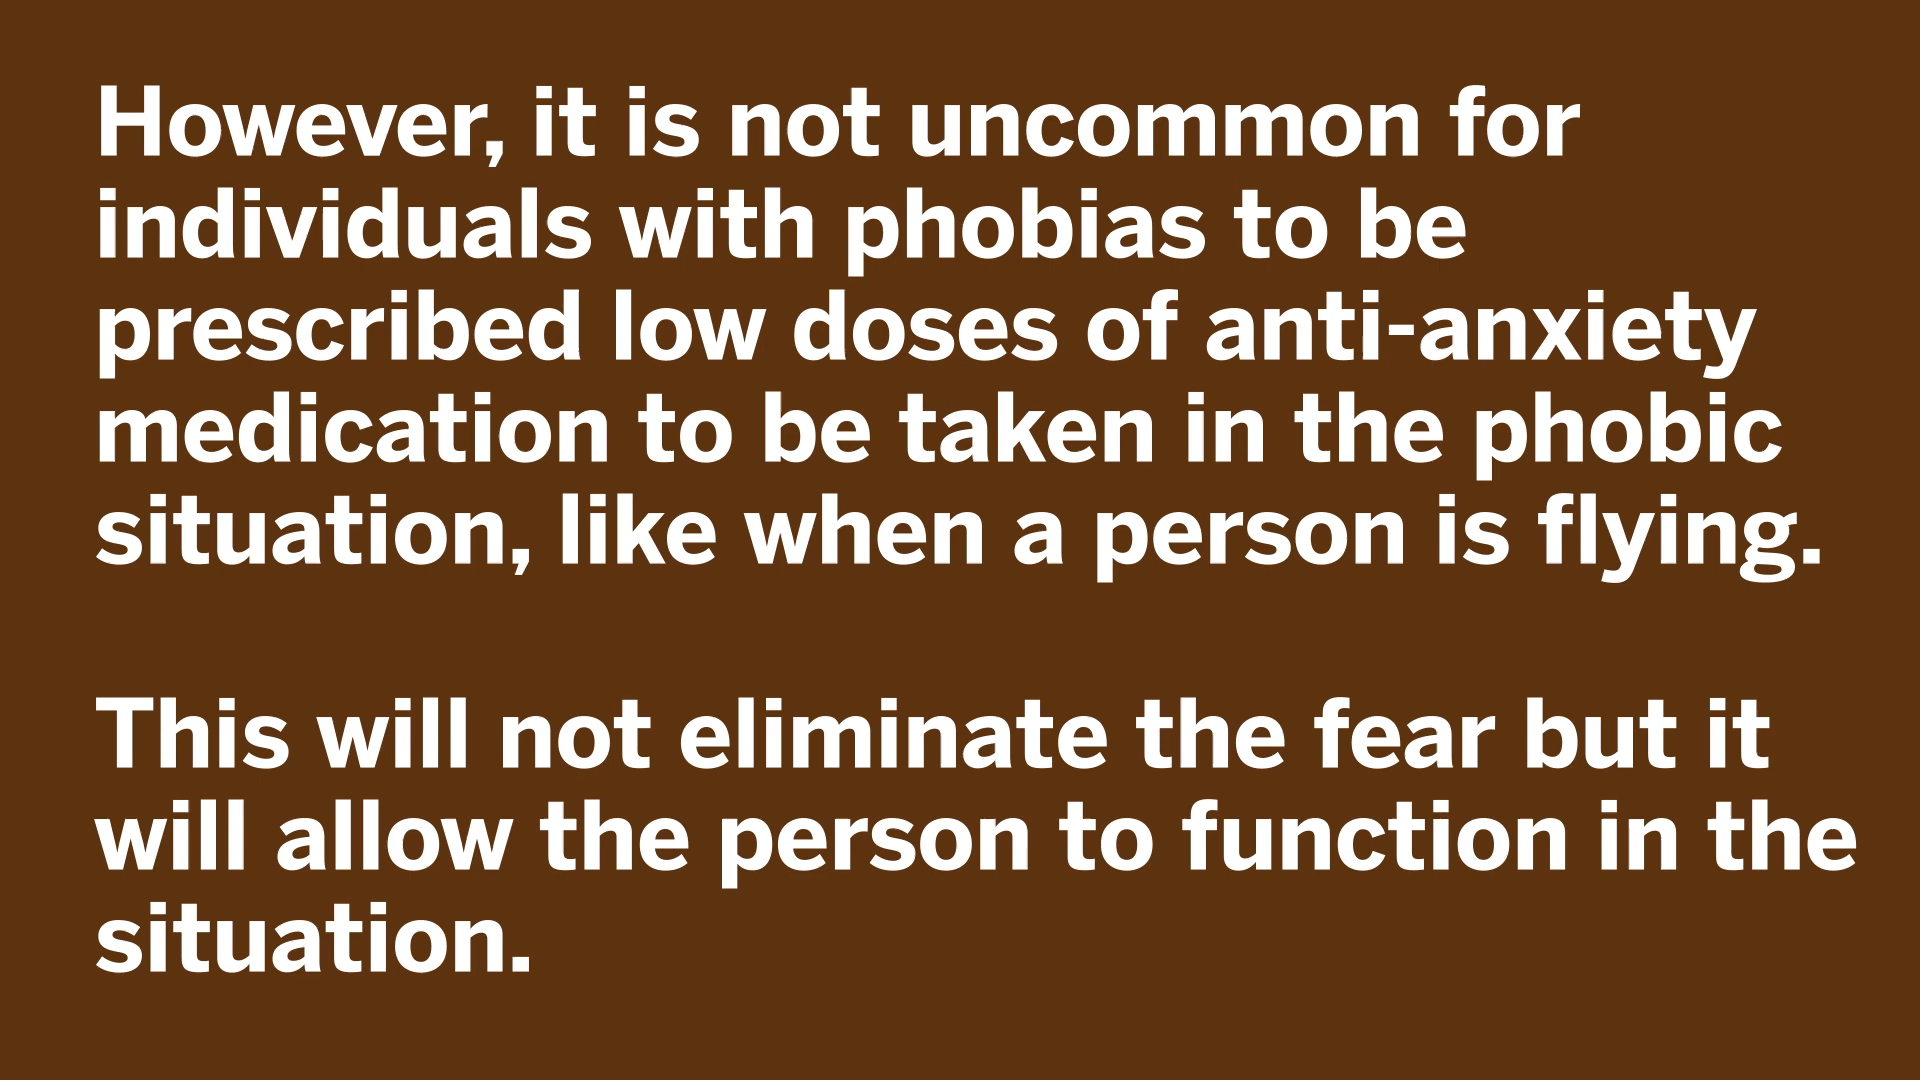 However, it is not uncommon for
individuals with phobias to be
prescribed low doses of anti-anxiety
medication to be taken in the phobic
situation, like when a person is flying.
This will not eliminate the fear but it
will allow the person to function in the
situation.